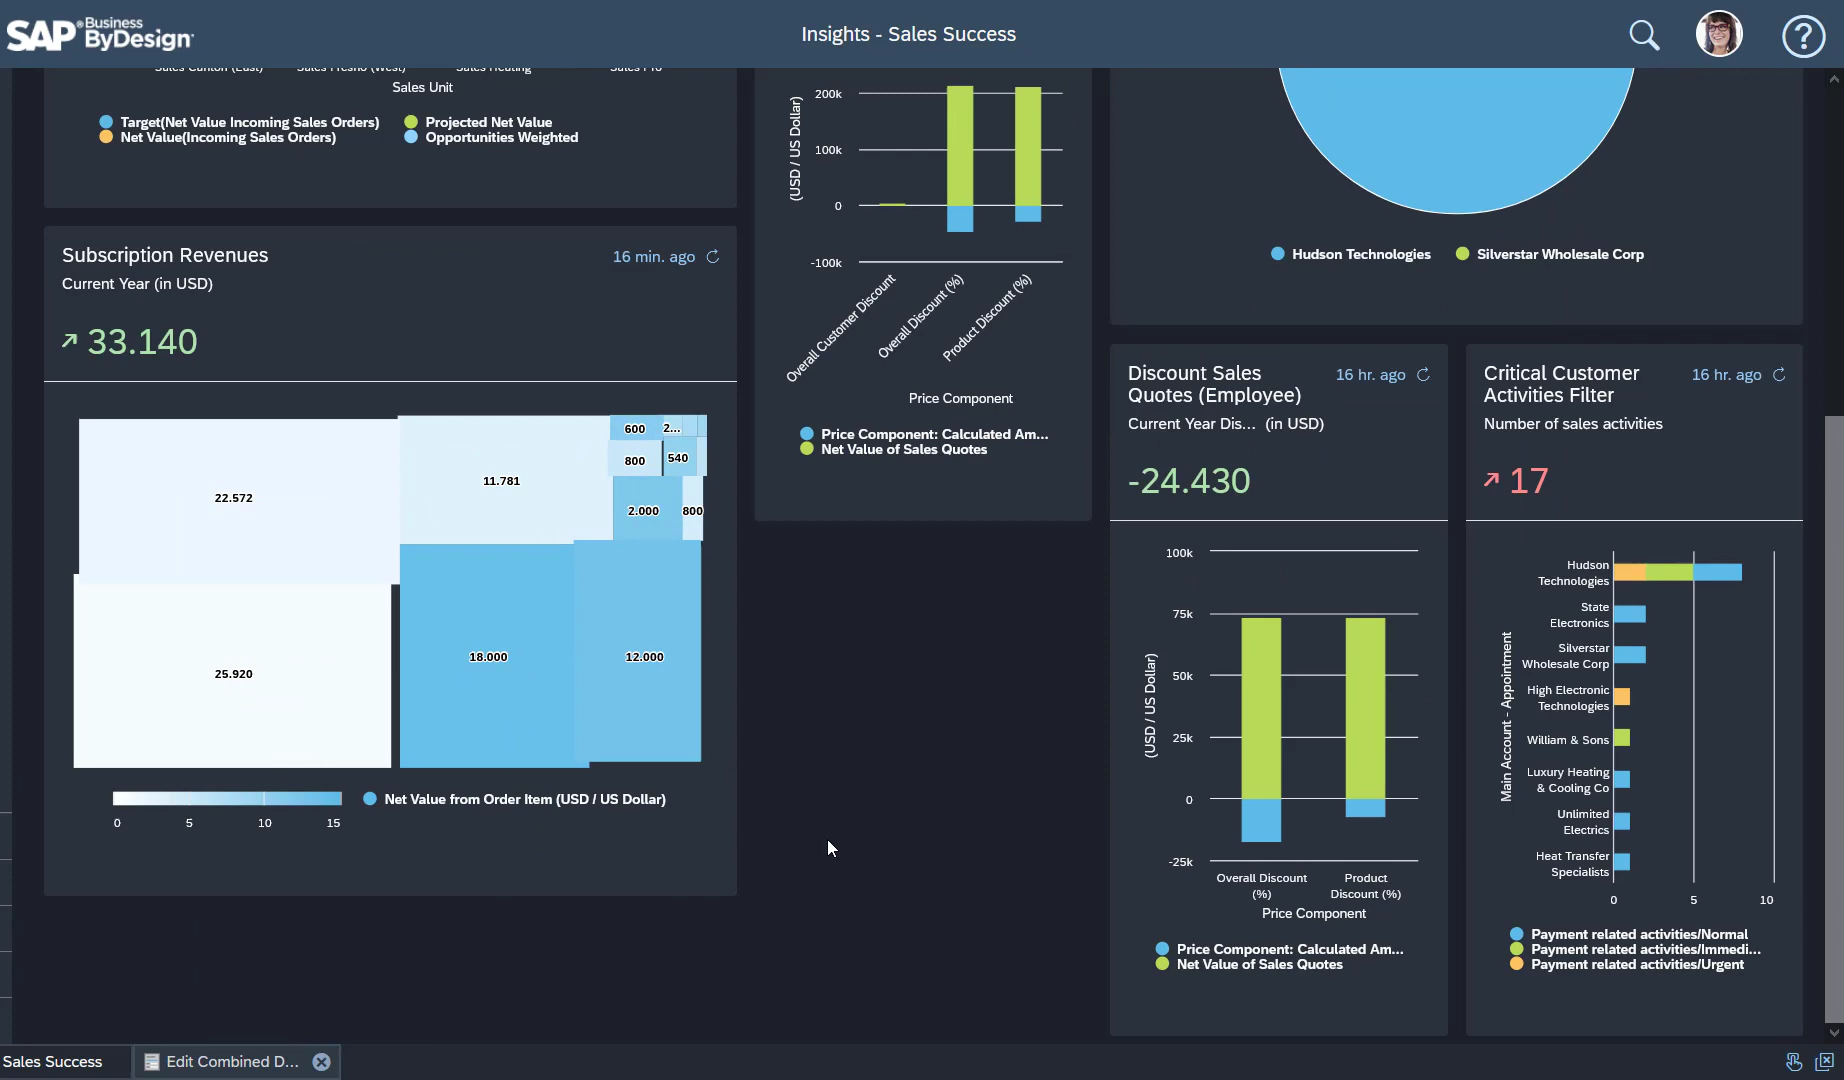 SAP Business ByDesign
Insights - Sales Success
?
Sales Canton (East) Sales Fresno (West) Sales Heating
Sales Unit
Target(Net Value Incoming Sales Orders)
Projected Net Value
Net Value(Incoming Sales Orders)
Opportunities Weighted
Subscription Revenues
16 min. ago
Current Year (in USD)
33.140
22.572
11.781
600
2...
800
540
2.000
800
25.920
18.000
12.000
0 5 10 15
Net Value from Order Item (USD / US Dollar)
(USD / US Dollar)
200k
100k
0
-100k
Overall Customer Discount
Overall Discount (%)
Product Discount (%)
Price Component
Price Component: Calculated Am...
Net Value of Sales Quotes
Hudson Technologies
Silverstar Wholesale Corp
Discount Sales
Quotes (Employee)
16 hr. ago
Current Year Dis... (in USD)
-24.430
(USD / US Dollar)
100k
75k
50k
25k
0
-25k
Overall Discount
(%)
Product
Discount (%)
Price Component
Price Component: Calculated Am...
Net Value of Sales Quotes
Critical Customer
Activities Filter
16 hr. ago
Number of sales activities
17
Main Account - Appointment
Hudson
Technologies
State
Electronics
Silverstar
Wholesale Corp
High Electronic
Technologies
William & Sons
Luxury Heating
& Cooling Co
Unlimited
Electrics
Heat Transfer
Specialists
0 5 10
Payment related activities/Normal
Payment related activities/Immedi...
Payment related activities/Urgent
Sales Success
Edit Combined D...